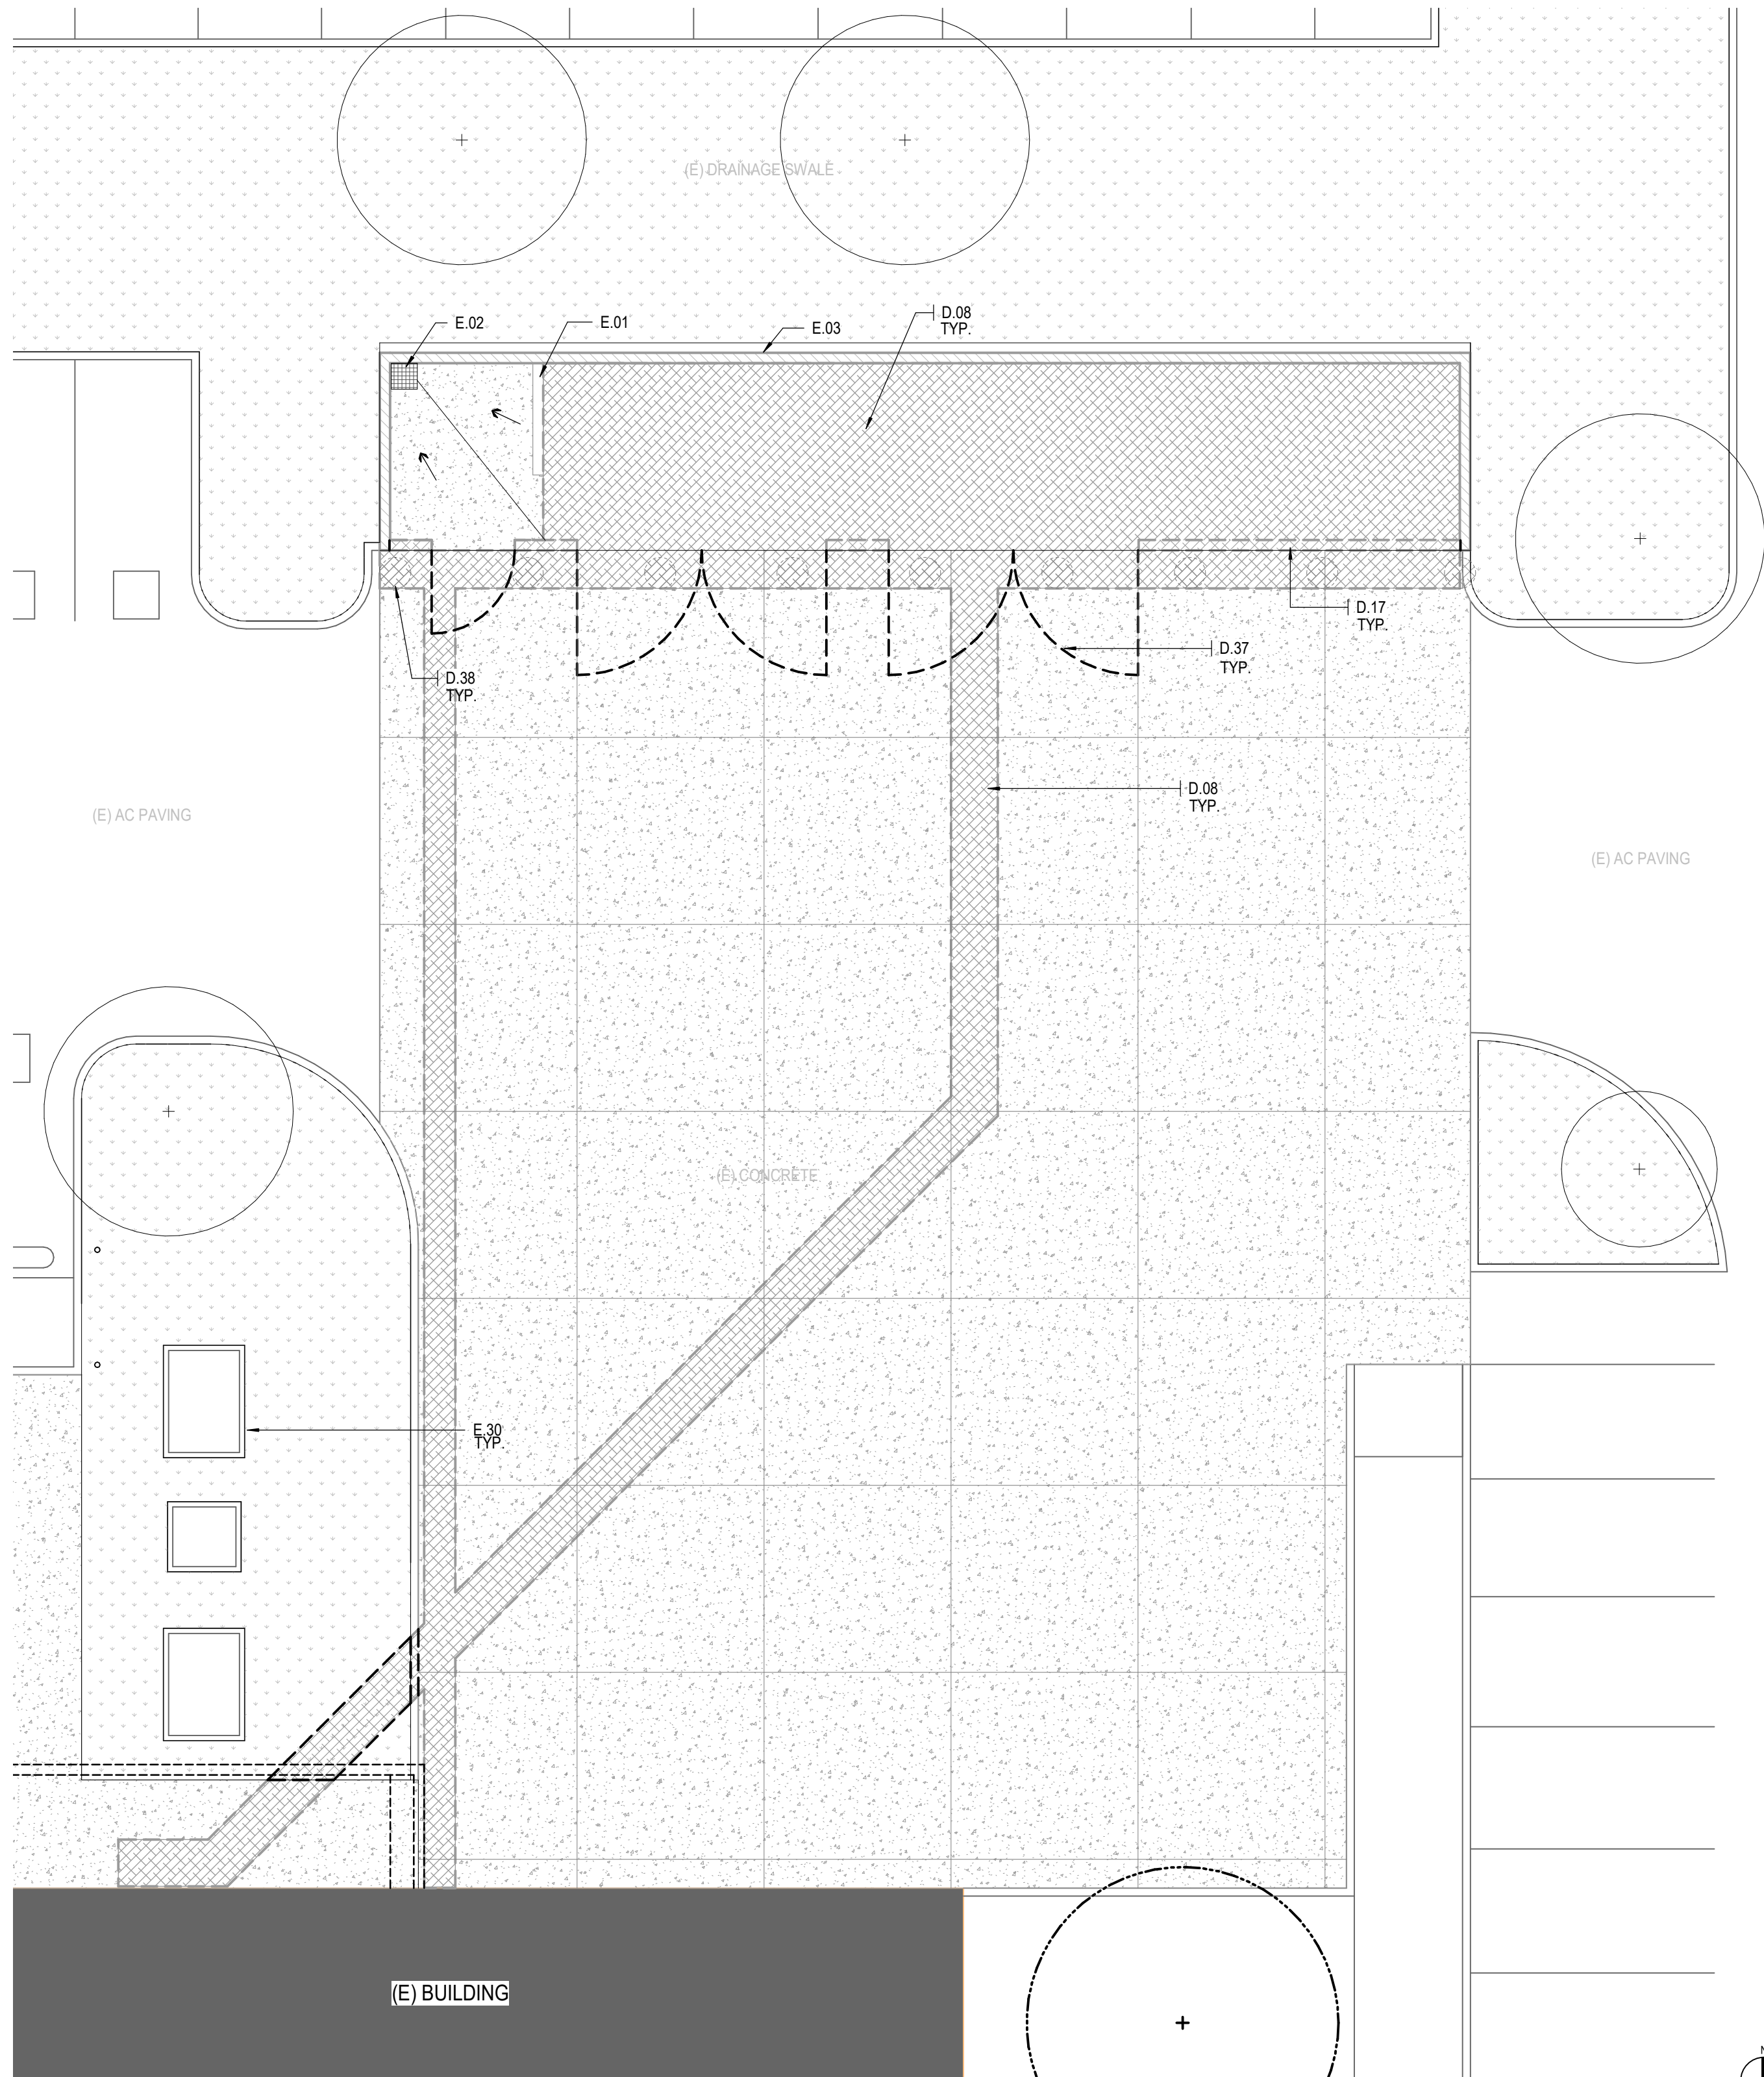 (E) DRAINAGE SWALE
D.08
TYP.
E.02
E.01
E.03
D.17
TYP.
D.37
TYP.
D.38
TYP.
D.08
TYP.
(E) AC PAVING
(E) AC PAVING
(E) CONCRETE
E.30
TYP.
(E) BUILDING
N